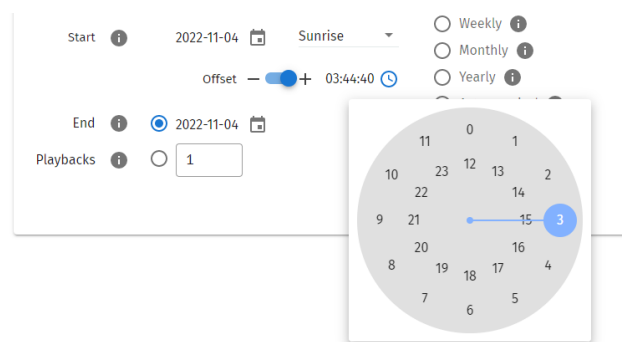 Start 2022-11-04 Sunrise
Weekly
Monthly
Offset — + 03:44:40
Yearly
End 2022-11-04
Playbacks 1
0
11 1
12
23 13
10 2
22 14
9 21 15 3
20 16
8 4
19 17
18
7 5
6